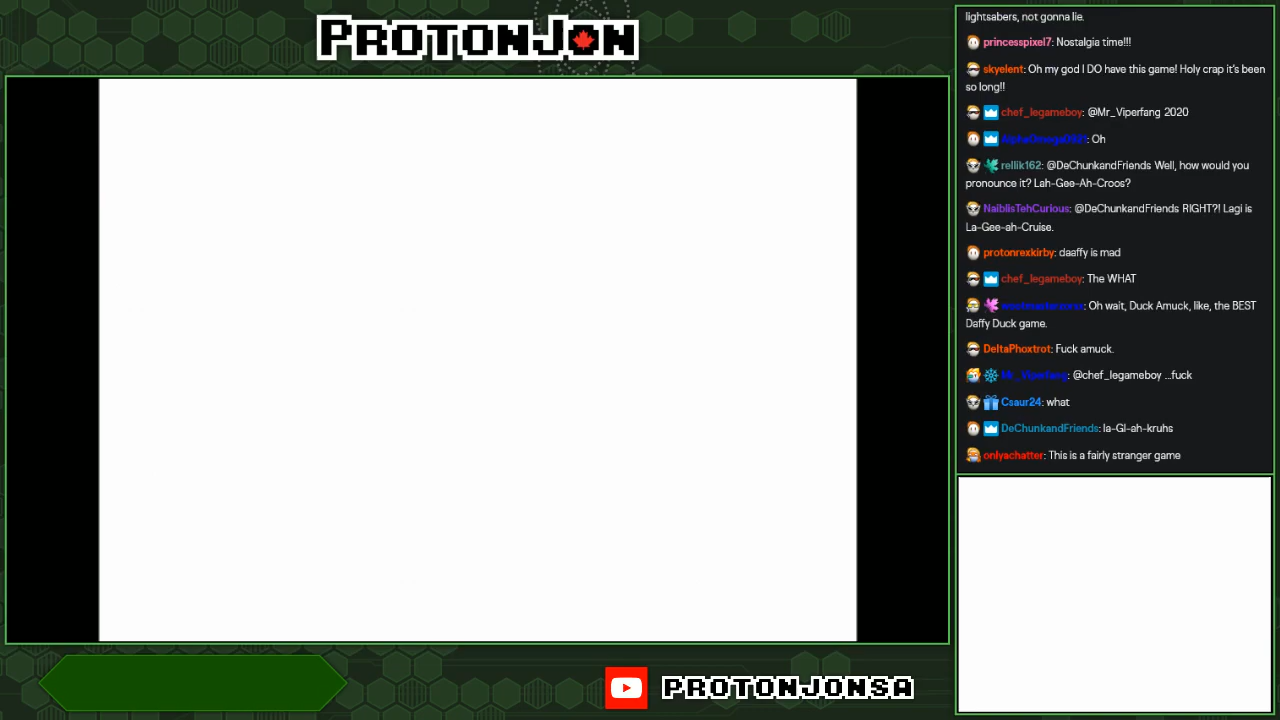 PROTONJON
lightsabers, not gonna lie.
princesspixel7: Nostalgia time!!!
skyelent: Oh my god I DO have this game! Holy crap it's been
so long!!
chef_legameboy: @Mr_Viperfang 2020
: Oh
rellik162: @DeChunkandFriends Well, how would you
pronounce it? Lah-Gee-Ah-Croos?
NaiblisTehCurious: @DeChunkandFriends RIGHT?! Lagi is
La-Gee-ah-Cruise.
protonrexkirby: daaffy is mad
chef_legameboy: The WHAT
: Oh wait, Duck Amuck, like, the BEST
Daffy Duck game.
DeltaPhoxtrot: Fuck amuck.
Mr_Viperfang: @chef_legameboy ...fuck
Csaur24: what
DeChunkandFriends: la-GI-ah-kruhs
onlyachatter: This is a fairly stranger game
PROTONJONSA